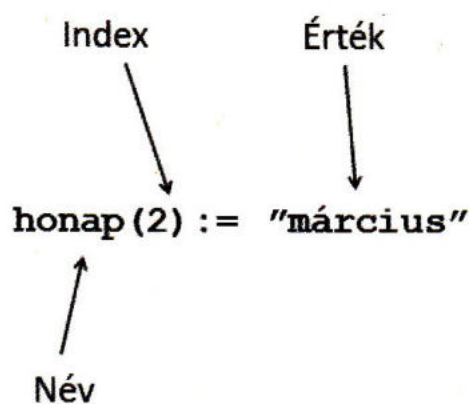 Index Érték
honap(2):= "március"
Név